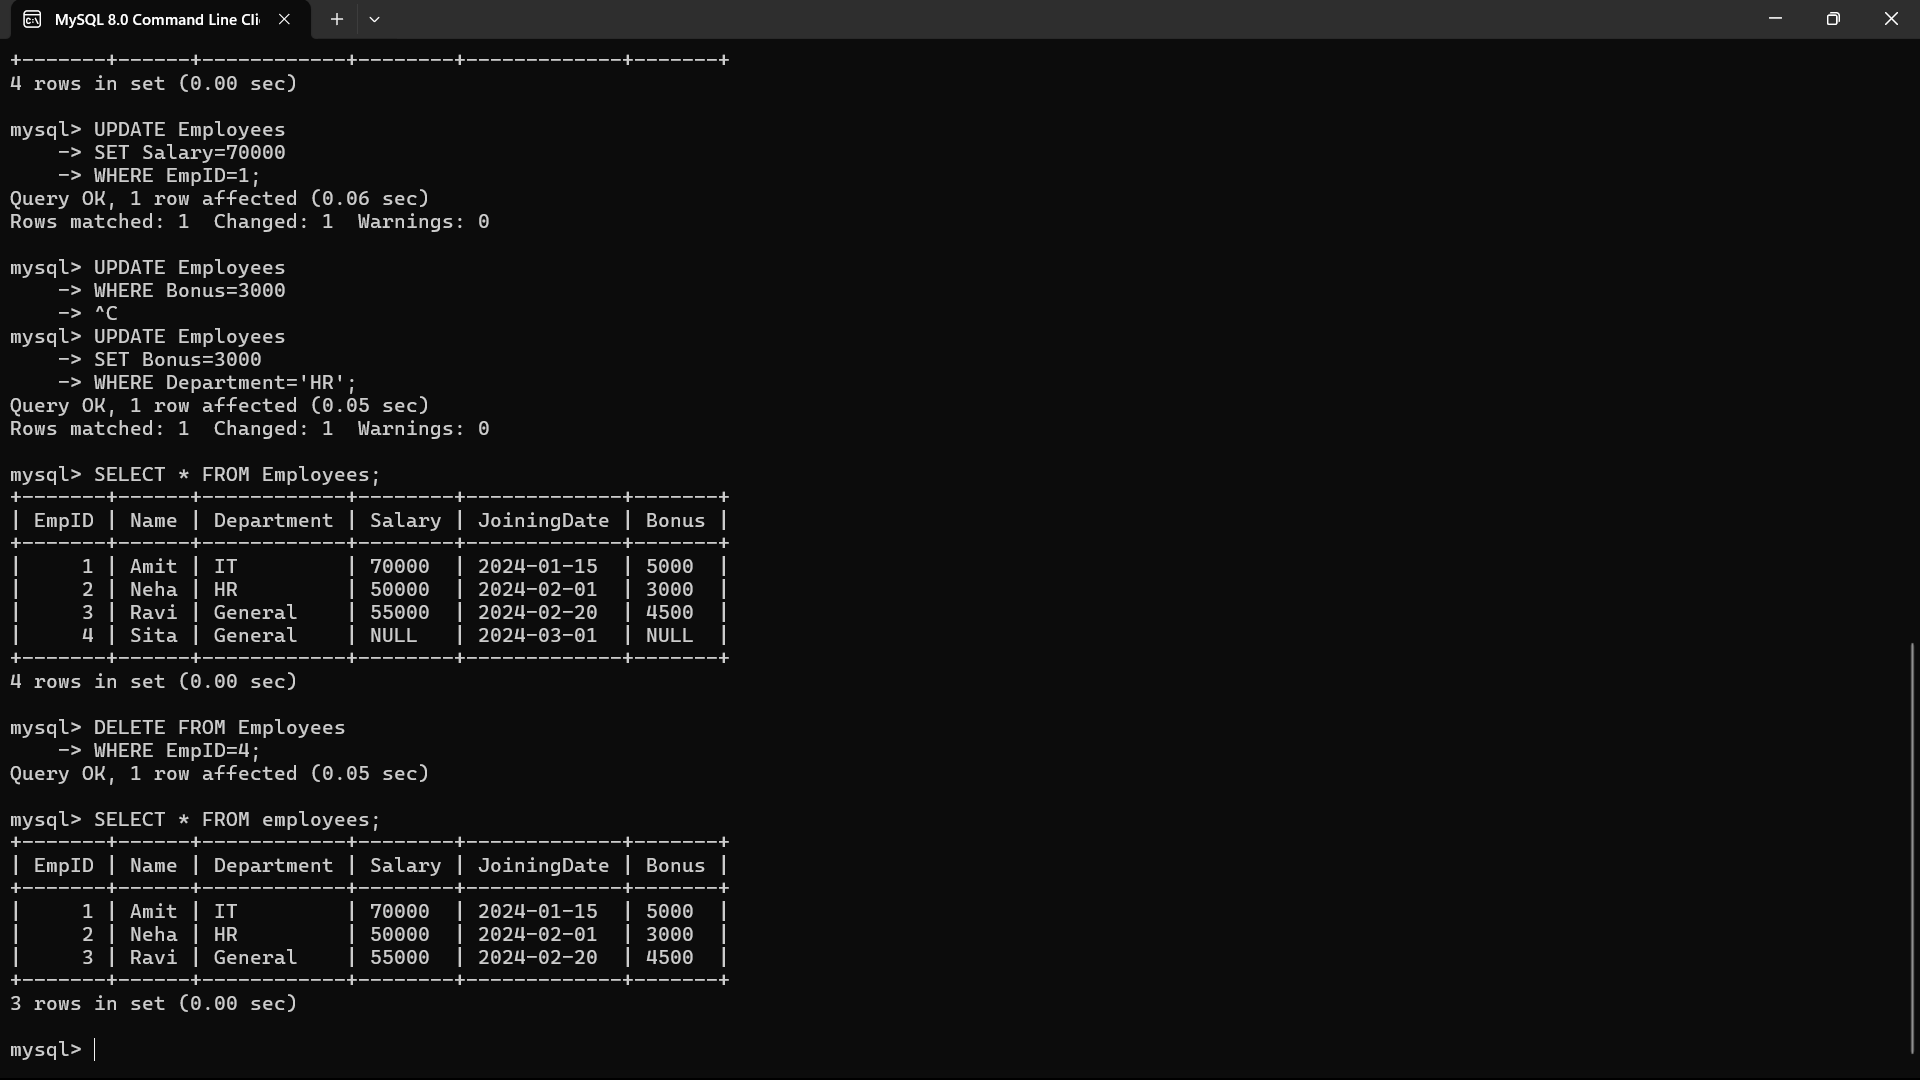 MySQL 8.0 Command Line Cli
+-------+------+------------+--------+-------------+-------+
4 rows in set (0.00 sec)
mysql> UPDATE Employees
    -> SET Salary=70000
    -> WHERE EmpID=1;
Query OK, 1 row affected (0.06 sec)
Rows matched: 1  Changed: 1  Warnings: 0
mysql> UPDATE Employees
    -> WHERE Bonus=3000
    -> ^C
mysql> UPDATE Employees
    -> SET Bonus=3000
    -> WHERE Department='HR';
Query OK, 1 row affected (0.05 sec)
Rows matched: 1  Changed: 1  Warnings: 0
mysql> SELECT * FROM Employees;
+-------+------+------------+--------+-------------+-------+
| EmpID | Name | Department | Salary | JoiningDate | Bonus |
+-------+------+------------+--------+-------------+-------+
|     1 | Amit | IT         | 70000  | 2024-01-15  | 5000  |
|     2 | Neha | HR         | 50000  | 2024-02-01  | 3000  |
|     3 | Ravi | General    | 55000  | 2024-02-20  | 4500  |
|     4 | Sita | General    | NULL   | 2024-03-01  | NULL  |
+-------+------+------------+--------+-------------+-------+
4 rows in set (0.00 sec)
mysql> DELETE FROM Employees
    -> WHERE EmpID=4;
Query OK, 1 row affected (0.05 sec)
mysql> SELECT * FROM employees;
+-------+------+------------+--------+-------------+-------+
| EmpID | Name | Department | Salary | JoiningDate | Bonus |
+-------+------+------------+--------+-------------+-------+
|     1 | Amit | IT         | 70000  | 2024-01-15  | 5000  |
|     2 | Neha | HR         | 50000  | 2024-02-01  | 3000  |
|     3 | Ravi | General    | 55000  | 2024-02-20  | 4500  |
+-------+------+------------+--------+-------------+-------+
3 rows in set (0.00 sec)
mysql>